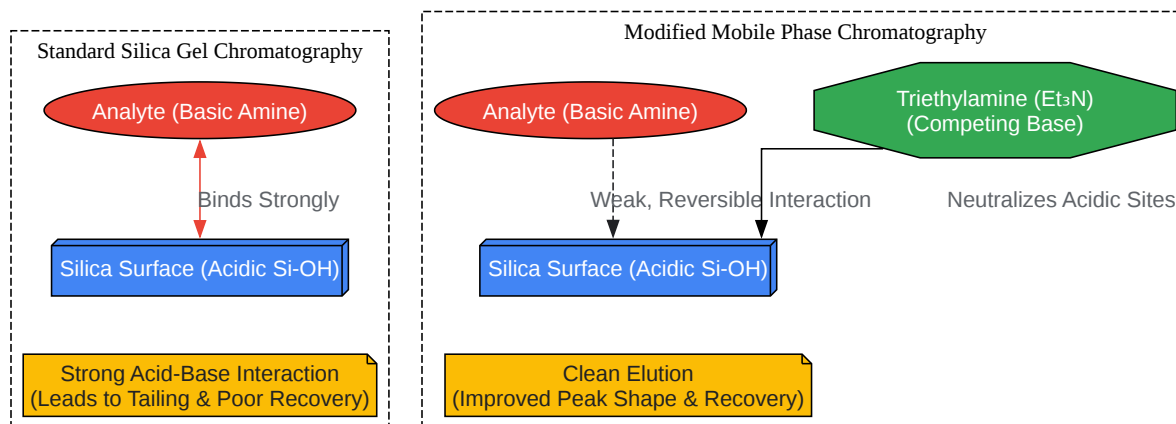 Standard Silica Gel Chromatography
Analyte (Basic Amine)
Binds Strongly
Silica Surface (Acidic Si-OH)
Strong Acid-Base Interaction
(Leads to Tailing & Poor Recovery)
Modified Mobile Phase Chromatography
Analyte (Basic Amine)
Triethylamine (Et₃N)
(Competing Base)
Weak, Reversible Interaction
Neutralizes Acidic Sites
Silica Surface (Acidic Si-OH)
Clean Elution
(Improved Peak Shape & Recovery)